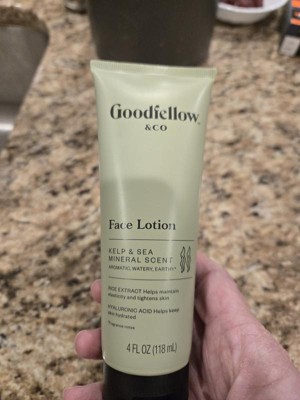 Goodfellow
&CO
Face Lotion
KELP & SEA
MINERAL SCENT
AROMATIC, WATERY, EARTHY
RICE EXTRACT Helps maintain
elasticity and tightens skin
HYALURONIC ACID Helps keep
skin hydrated
4 FL OZ (118 mL)